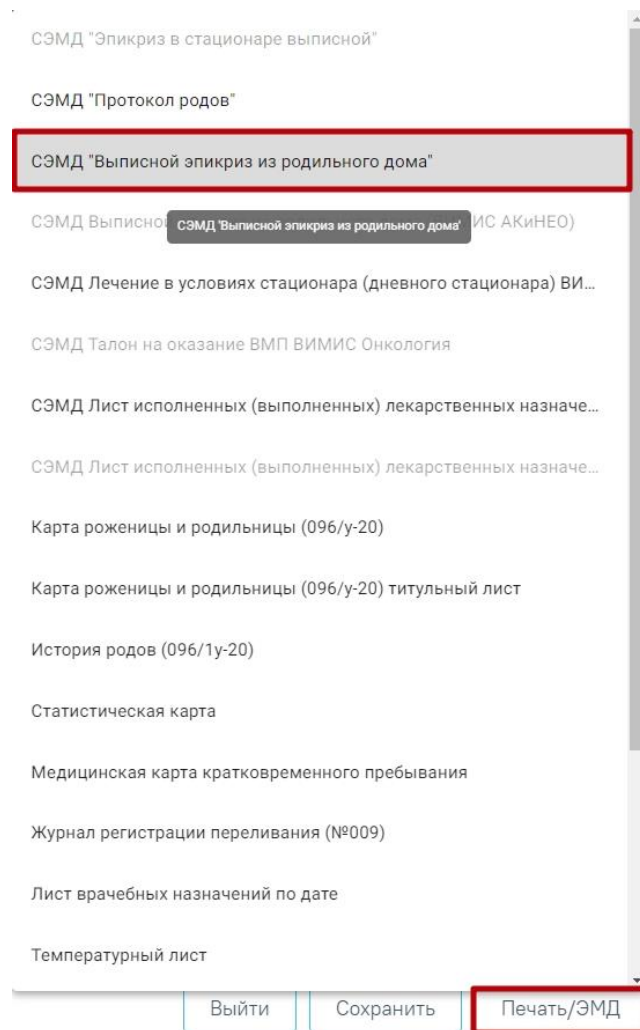 СЭМД "Эпикриз в стационаре выписной"
СЭМД "Протокол родов"
СЭМД "Выписной эпикриз из родильного дома"
СЭМД Выписной ИС АКиНЕО)
СЭМД 'Выписной эпикриз из родильного дома'
СЭМД Лечение в условиях стационара (дневного стационара) ВИ...
СЭМД Талон на оказание ВМП ВИМИС Онкология
СЭМД Лист исполненных (выполненных) лекарственных назначе...
СЭМД Лист исполненных (выполненных) лекарственных назначе...
Карта роженицы и родильницы (096/у-20)
Карта роженицы и родильницы (096/у-20) титульный лист
История родов (096/1у-20)
Статистическая карта
Медицинская карта кратковременного пребывания
Журнал регистрации переливания (№009)
Лист врачебных назначений по дате
Температурный лист
Выйти Сохранить Печать/ЭМД